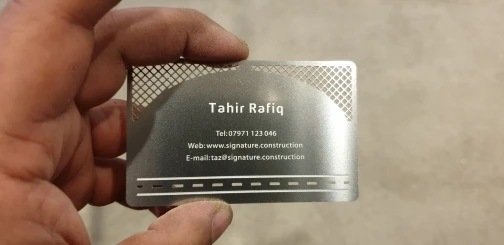 Tahir Rafiq
Tel: 07971 123 046
Web: www.signature.construction
E-mail: taz@signature.construction